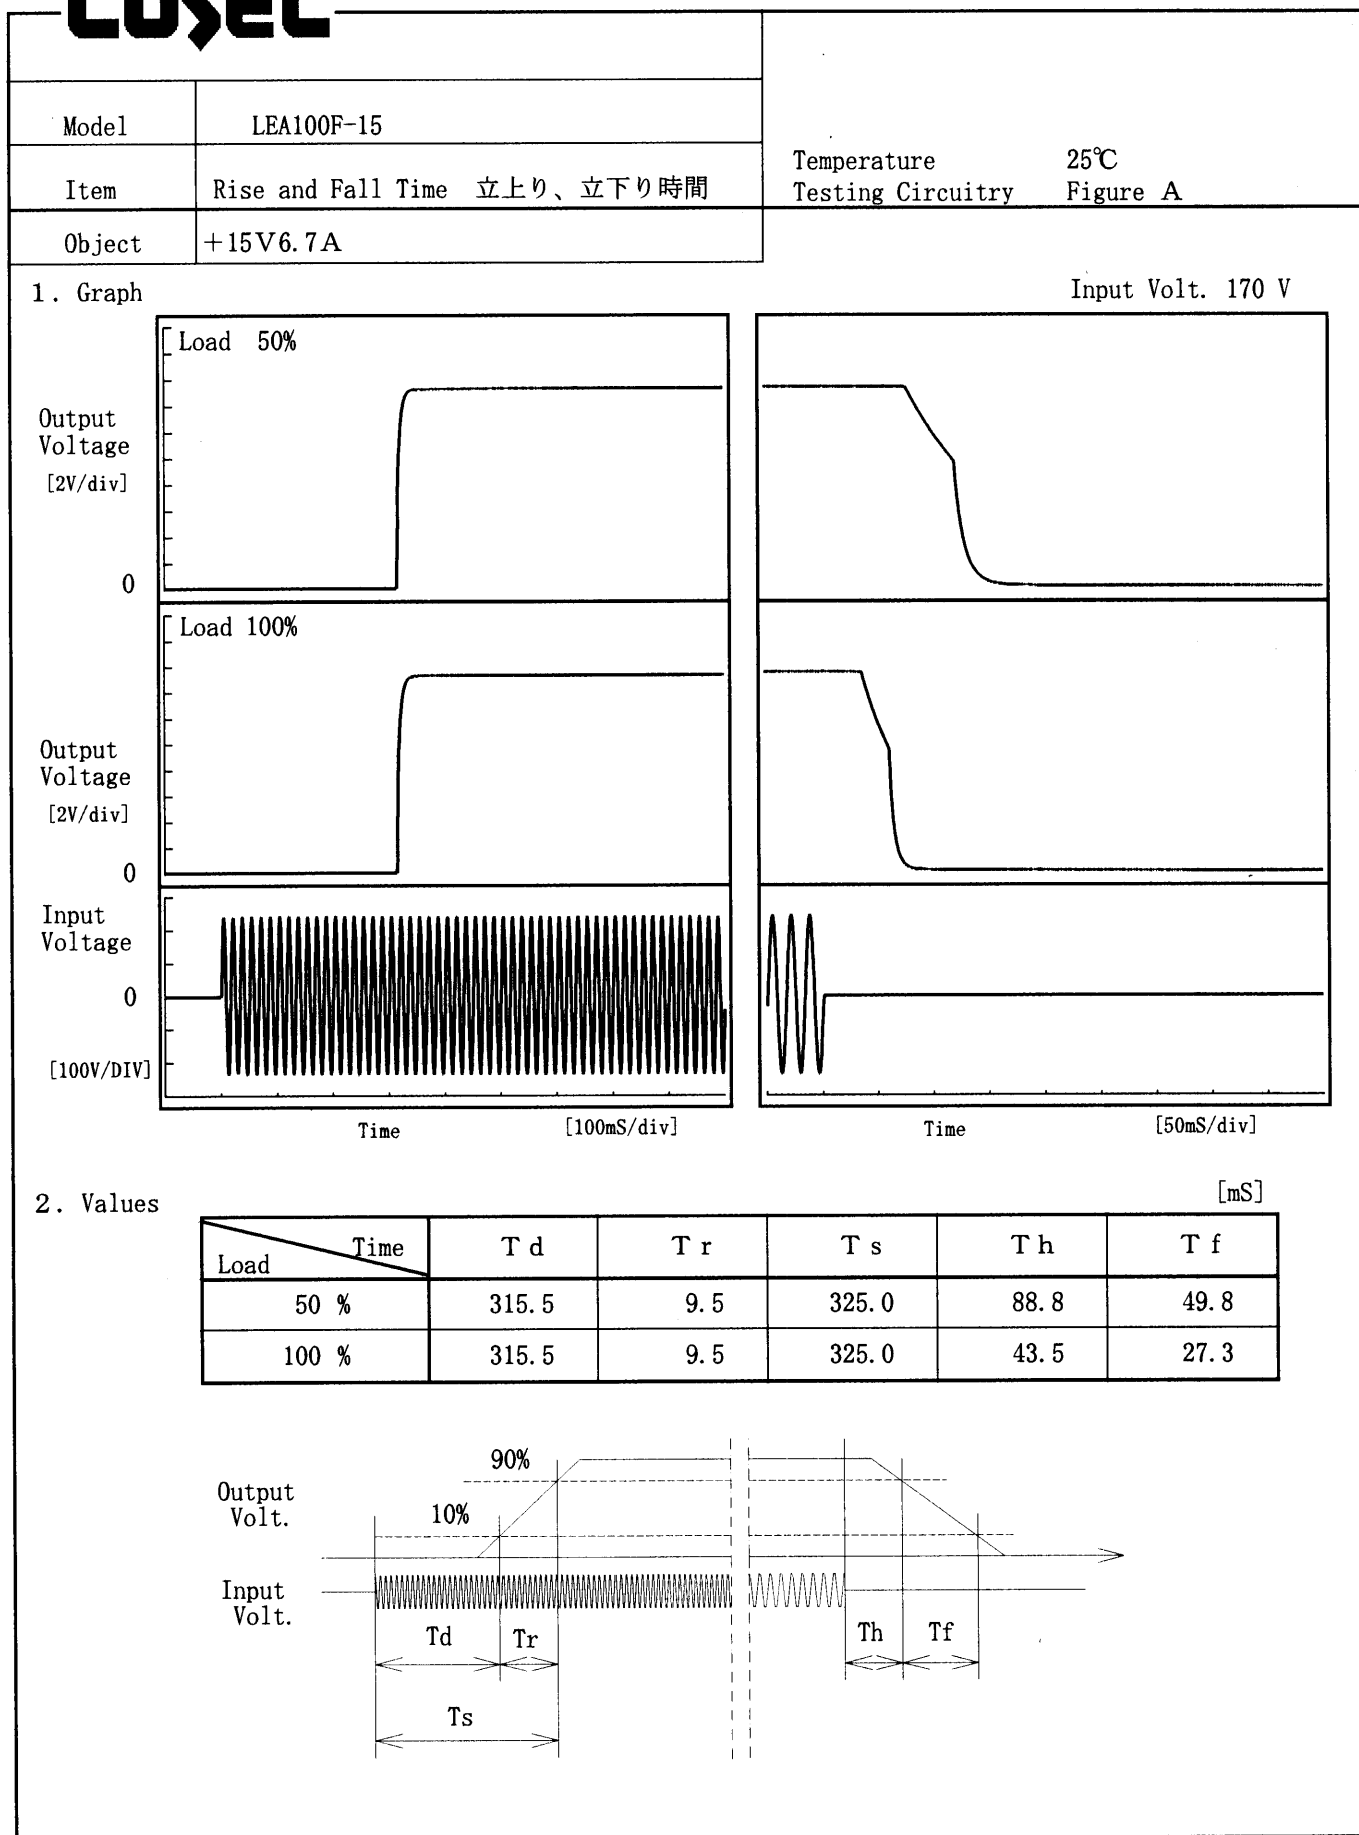 COSEL
Model LEA100F-15
Item Rise and Fall Time 立上り、立下り時間
Temperature 25℃
Testing Circuitry Figure A
Object +15V6.7A
1. Graph
Input Volt. 170 V
Load 50%
Output
Voltage
[2V/div]
0
Load 100%
Output
Voltage
[2V/div]
0
Input
Voltage
0
[100V/DIV]
Time [100mS/div]
Time [50mS/div]
2. Values
[mS]
Time
Load
Td Tr Ts Th Tf
50 % 315.5 9.5 325.0 88.8 49.8
100 % 315.5 9.5 325.0 43.5 27.3
90%
Output
Volt.
10%
Input
Volt.
Td Tr Th Tf
Ts